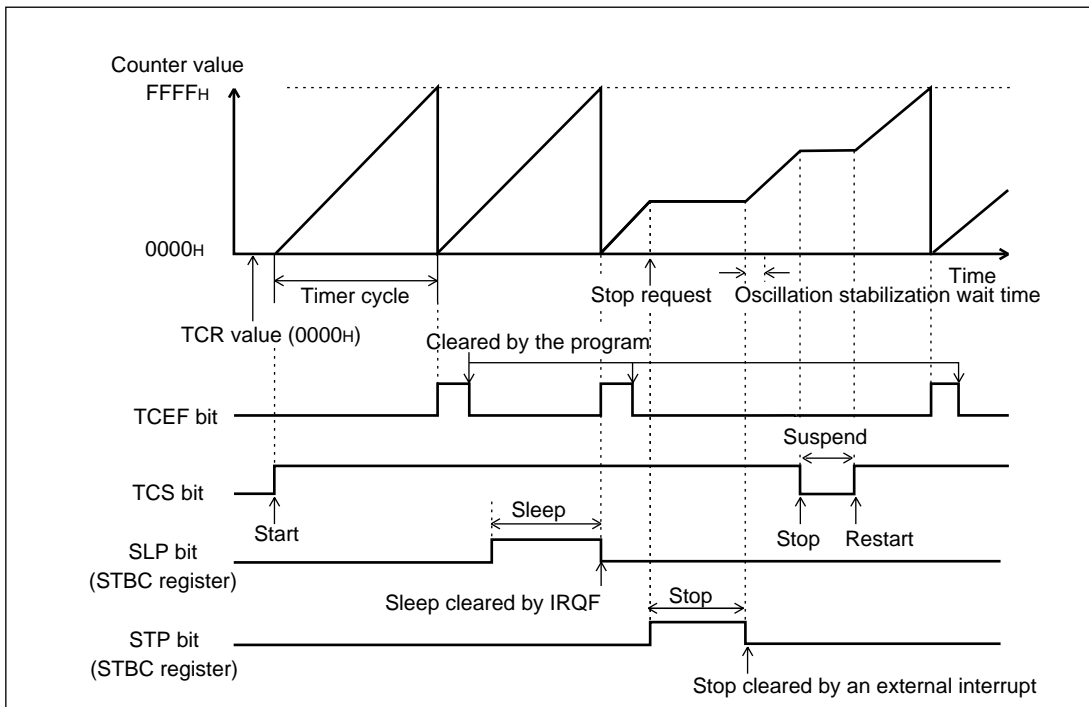 Counter value
FFFFH
0000H
Time
Timer cycle
Stop request
Oscillation stabilization wait time
TCR value (0000H)
Cleared by the program
TCEF bit
Suspend
TCS bit
Start
Sleep
Stop
Restart
SLP bit
(STBC register)
Sleep cleared by IRQF
Stop
STP bit
(STBC register)
Stop cleared by an external interrupt